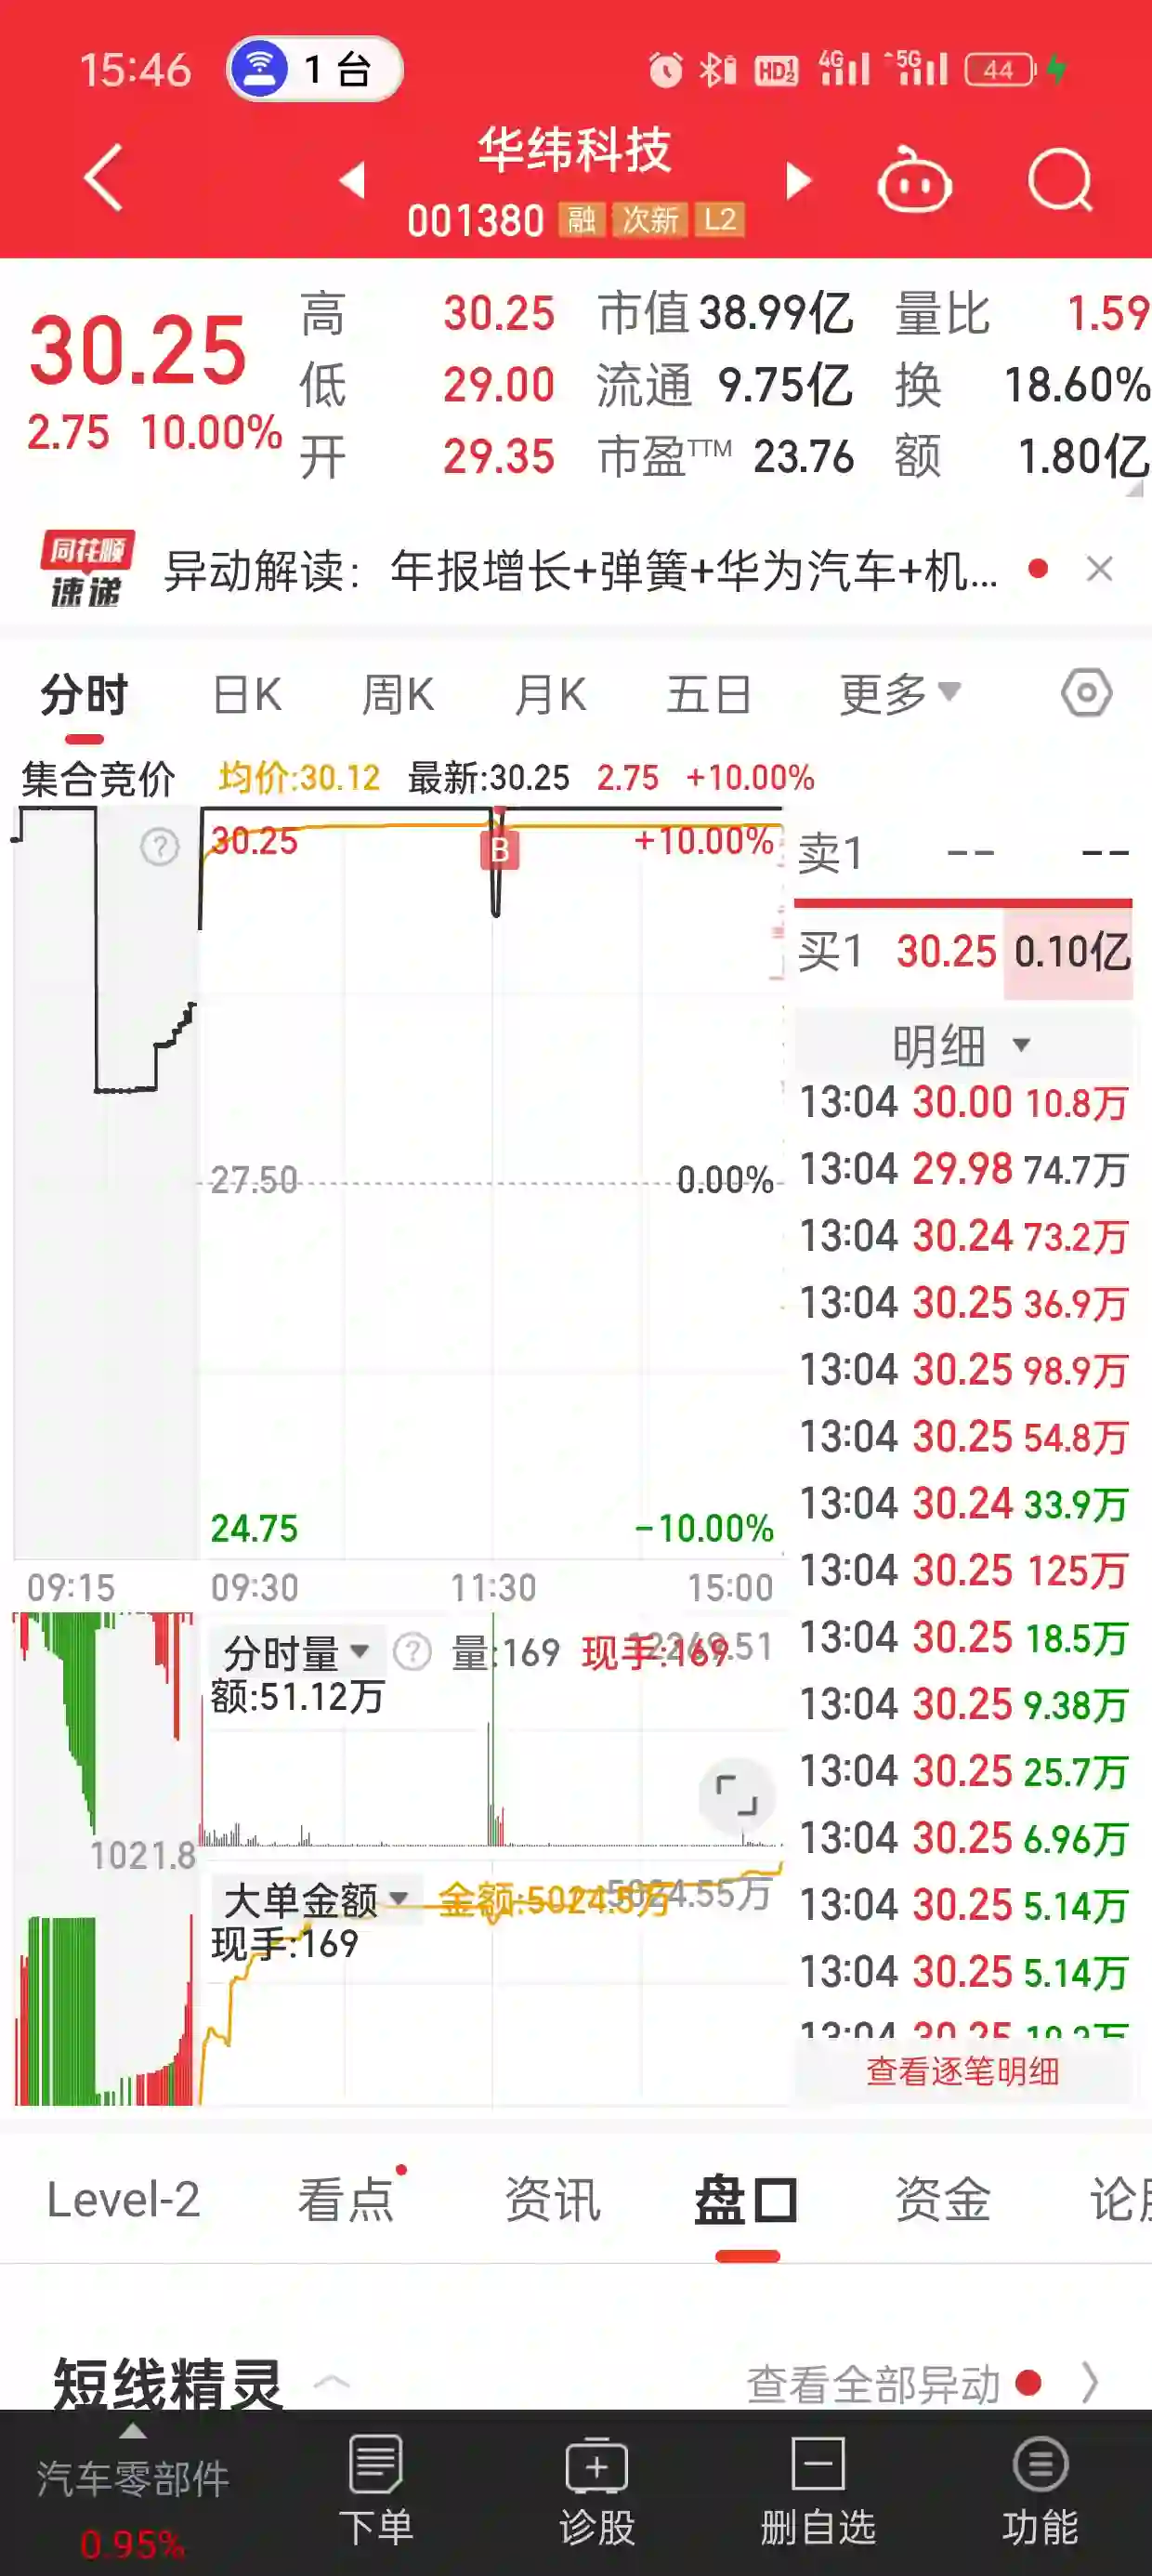 15:46 1 台 HD 1 2 4G 5G 44
华纬科技
001380 融 次新 L2
30.25
2.75 10.00%
高 30.25 市值 38.99亿 量比 1.59
低 29.00 流通 9.75亿 换 18.60%
开 29.35 市盈TTM 23.76 额 1.80亿
同花顺
速递
异动解读：年报增长+弹簧+华为汽车+机...
分时 日K 周K 月K 五日 更多
集合竞价 均价:30.12 最新:30.25 2.75 +10.00%
30.25 B +10.00%
27.50 0.00%
24.75 -10.00%
09:15 09:30 11:30 15:00
卖1 -- --
买1 30.25 0.10亿
明细
13:04 30.00 10.8万
13:04 29.98 74.7万
13:04 30.24 73.2万
13:04 30.25 36.9万
13:04 30.25 98.9万
13:04 30.25 54.8万
13:04 30.24 33.9万
13:04 30.25 125万
13:04 30.25 18.5万
13:04 30.25 9.38万
13:04 30.25 25.7万
13:04 30.25 6.96万
13:04 30.25 5.14万
13:04 30.25 5.14万
13:04 30.25
查看逐笔明细
分时量 ? 量:169 现手:169
额:51.12万
1021.8
大单金额 金额:5024.5万 5024.55万
现手:169
Level-2 看点 资讯 盘口 资金 论
短线精灵 查看全部异动
汽车零部件
0.95%
下单 诊股 删自选 功能